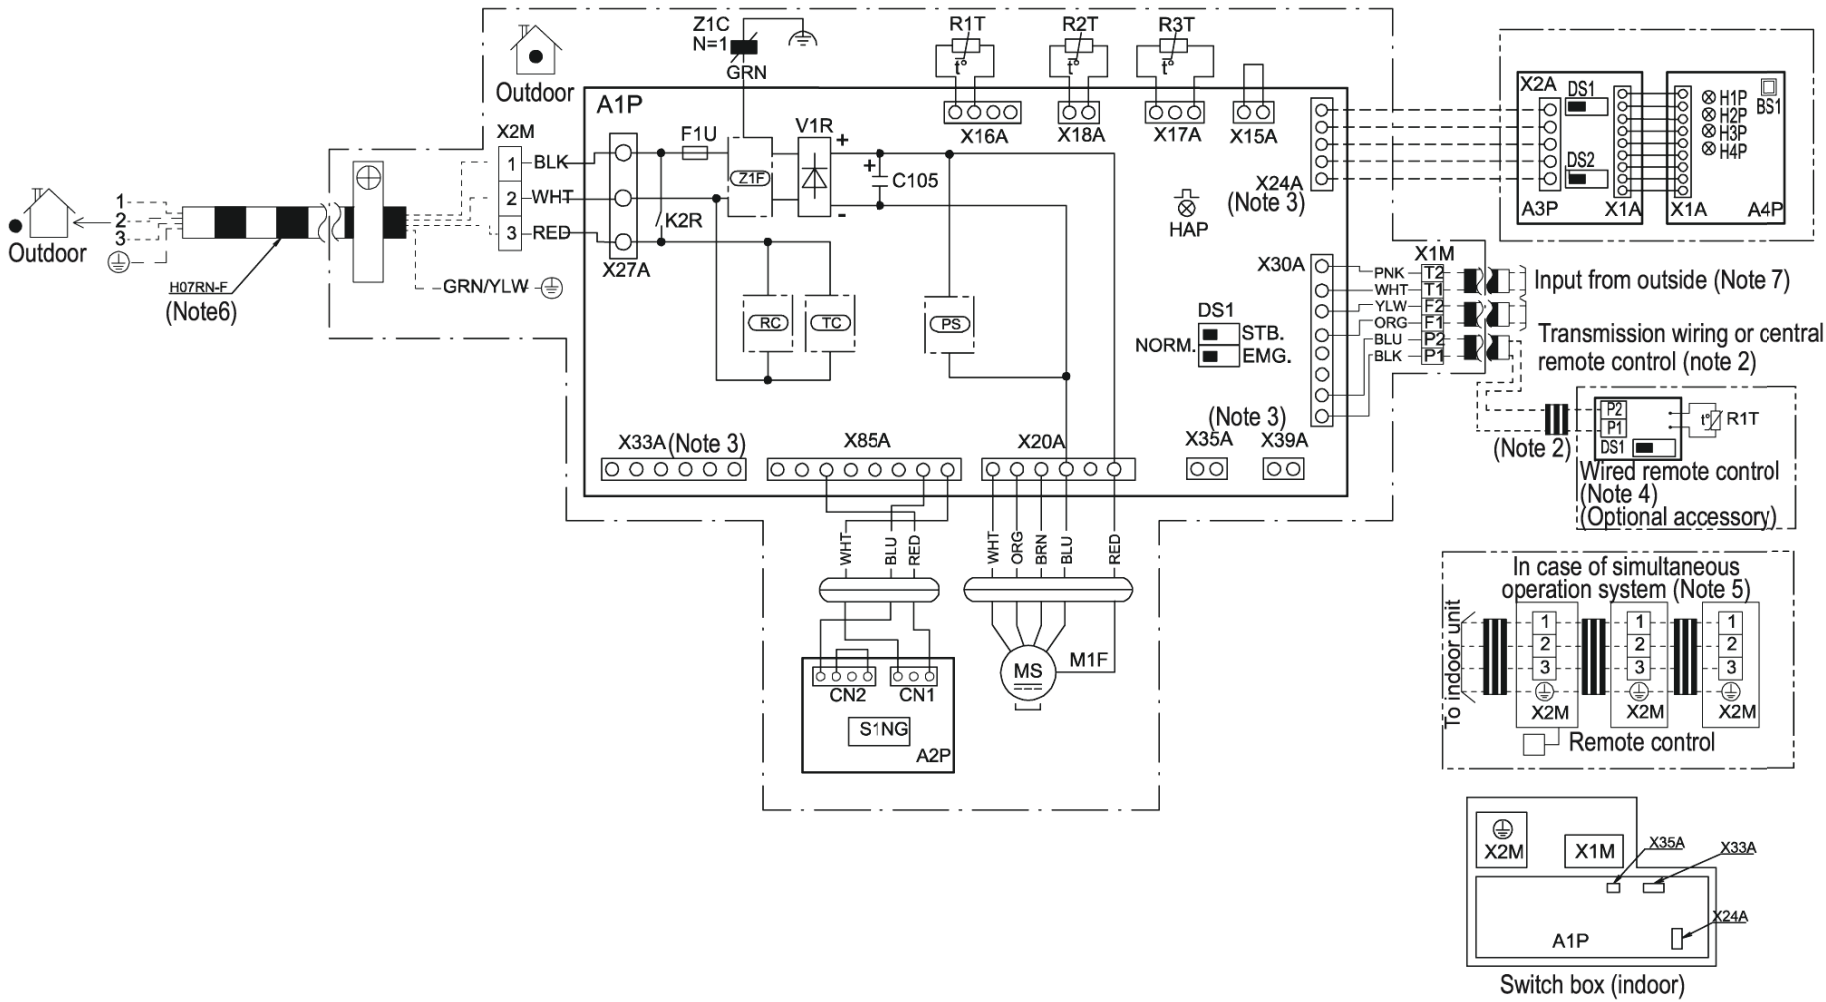 Z1C
N=1
GRN
R1T
t°
R2T
t°
R3T
t°
Outdoor
A1P
X16A
X18A
X17A
X15A
X2M
1
BLK
2
WHT
3
RED
X27A
F1U
Z1F
V1R
+
-
+
C105
K2R
RC
TC
PS
X24A
(Note 3)
HAP
X30A
DS1
NORM.
STB.
EMG.
(Note 3)
X33A (Note 3)
X85A
X20A
X35A
X39A
1
2
3
Outdoor
H07RN-F
(Note6)
GRN/YLW
X2A
DS1
DS2
A3P
X1A
X1A
H1P
H2P
H3P
H4P
BS1
A4P
X1M
PNK T2
WHT T1
YLW F2
ORG F1
BLU P2
BLK P1
Input from outside (Note 7)
Transmission wiring or central
remote control (note 2)
(Note 2)
P2
P1
DS1
t°
R1T
Wired remote control
(Note 4)
(Optional accessory)
WHT
BLU
RED
WHT
ORG
BRN
BLU
RED
CN2
CN1
S1NG
A2P
MS
M1F
In case of simultaneous
operation system (Note 5)
To indoor unit
1
2
3
X2M
1
2
3
X2M
1
2
3
X2M
Remote control
X2M
X1M
X35A
X33A
X24A
A1P
Switch box (indoor)